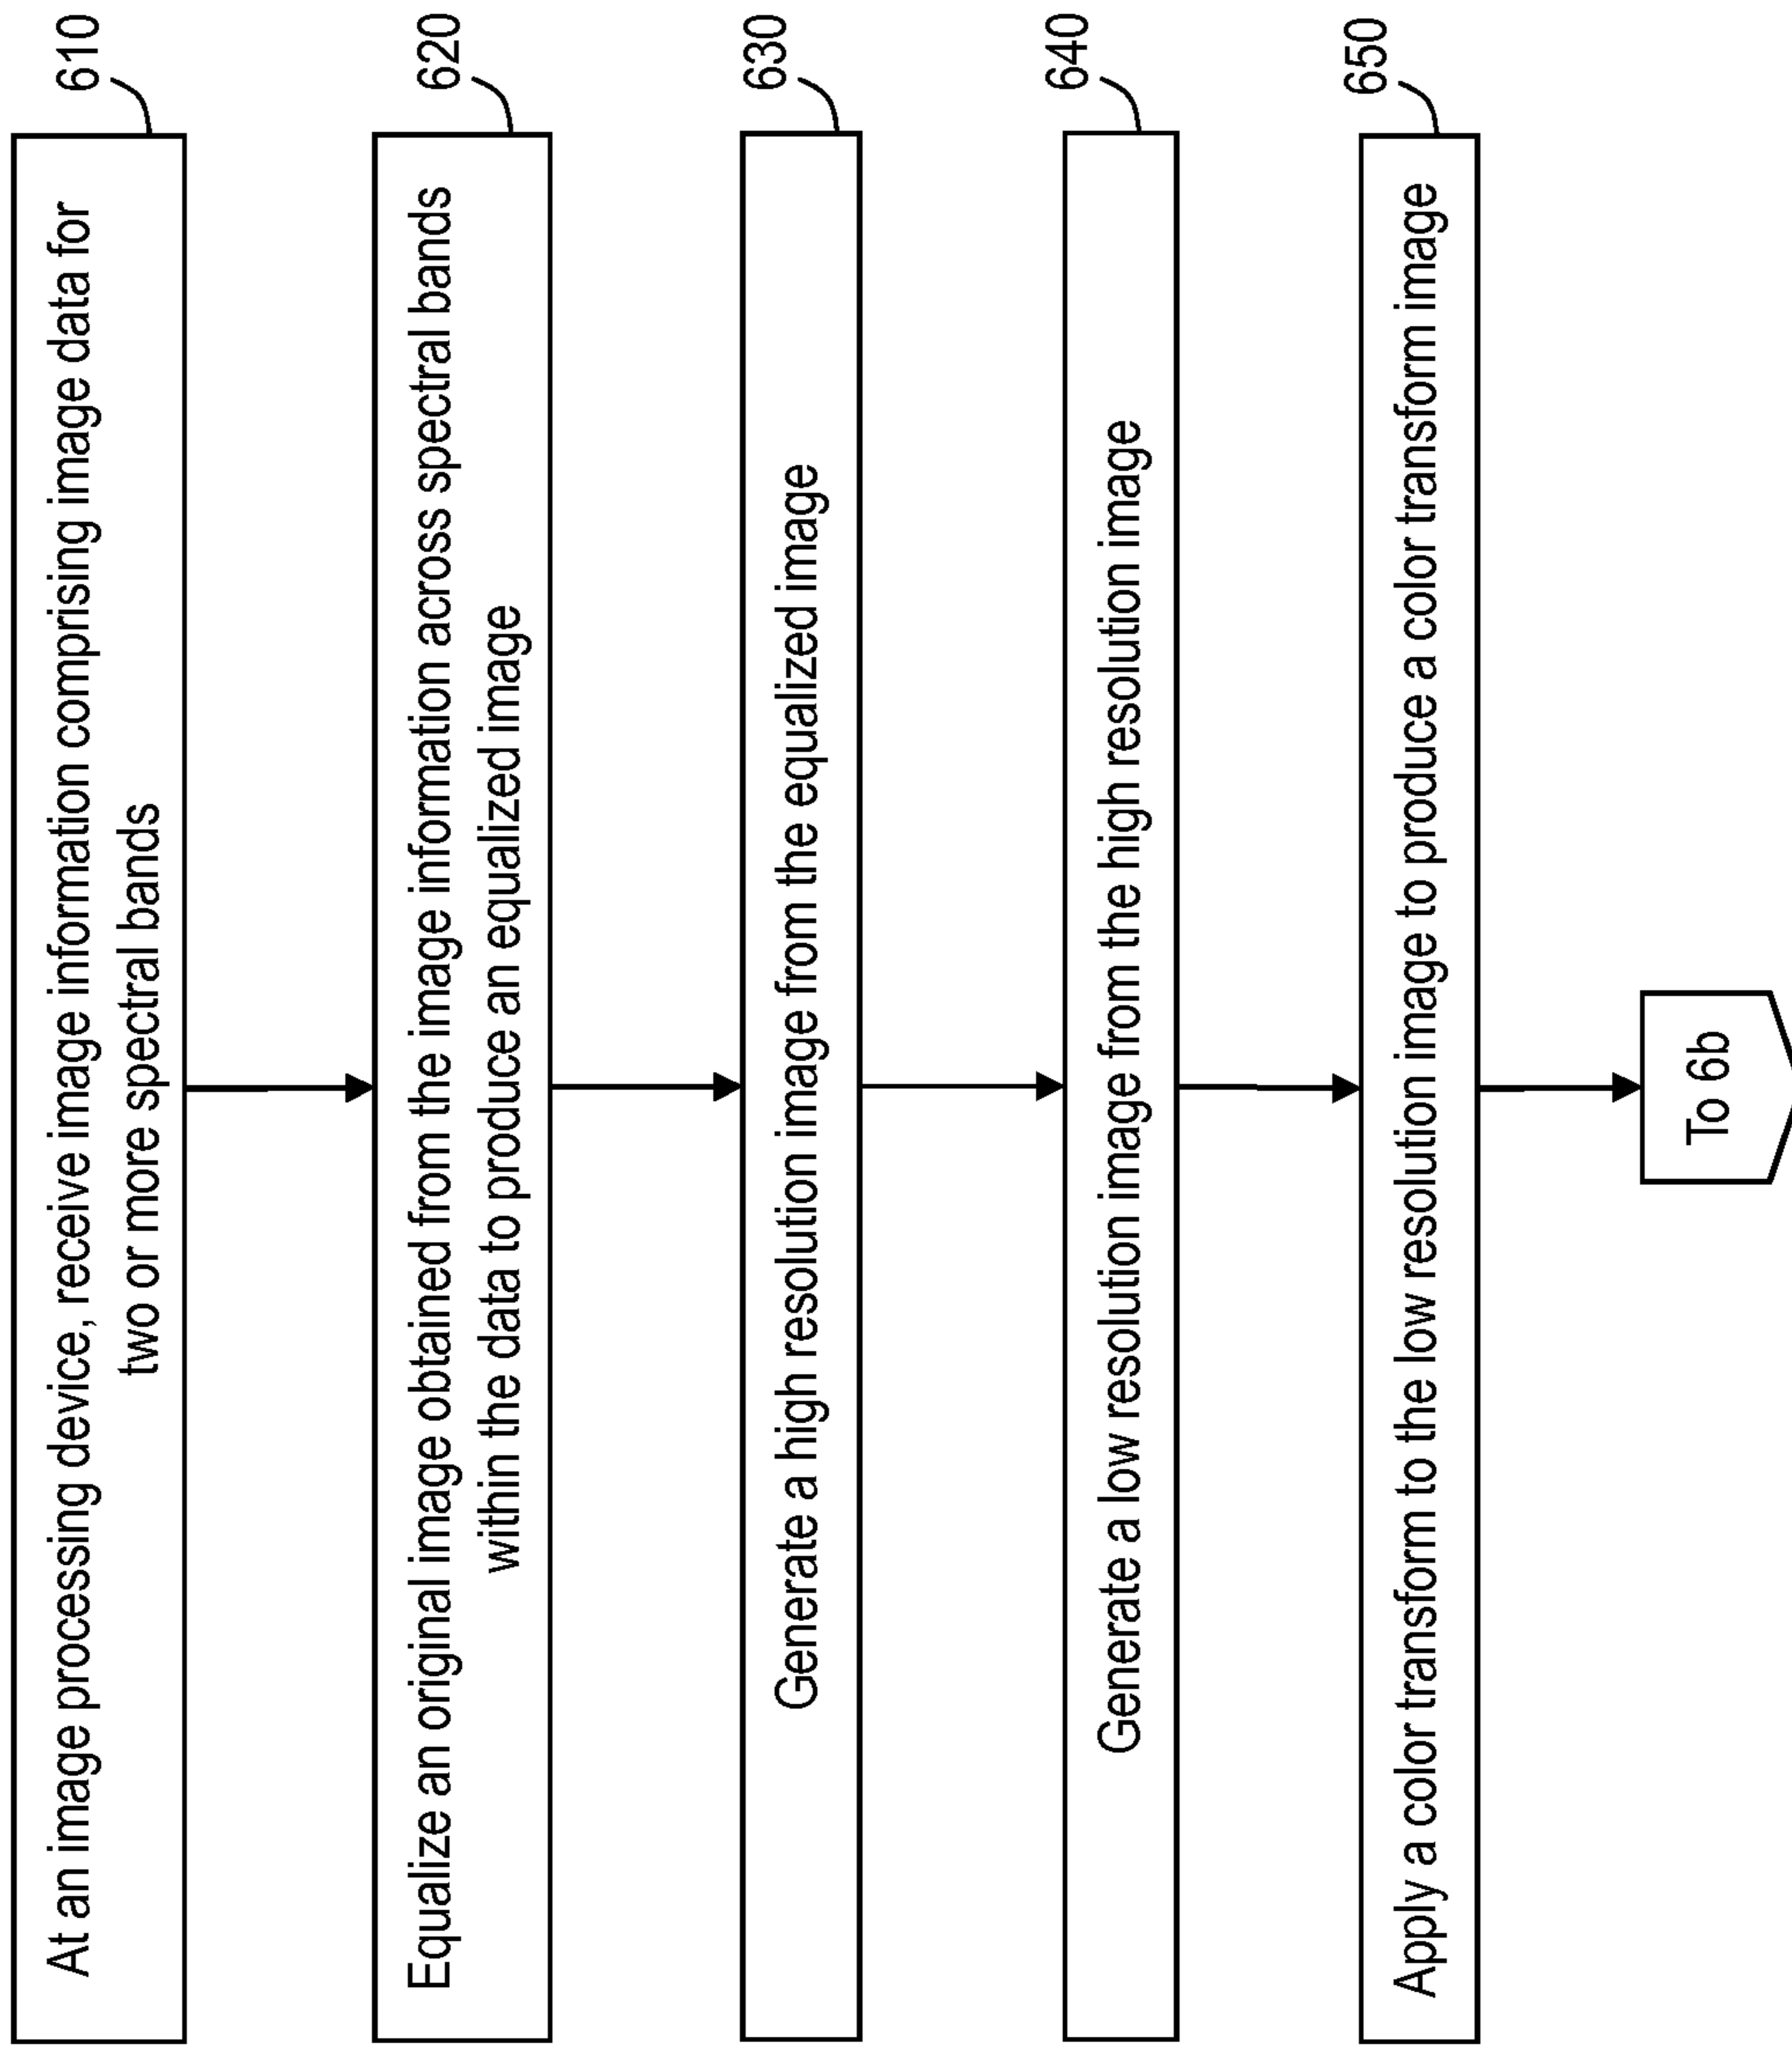 610
At an image processing device, receive image information comprising image data for
two or more spectral bands
620
Equalize an original image obtained from the image information across spectral bands
within the data to produce an equalized image
630
Generate a high resolution image from the equalized image
640
Generate a low resolution image from the high resolution image
650
Apply a color transform to the low resolution image to produce a color transform image
To 6b